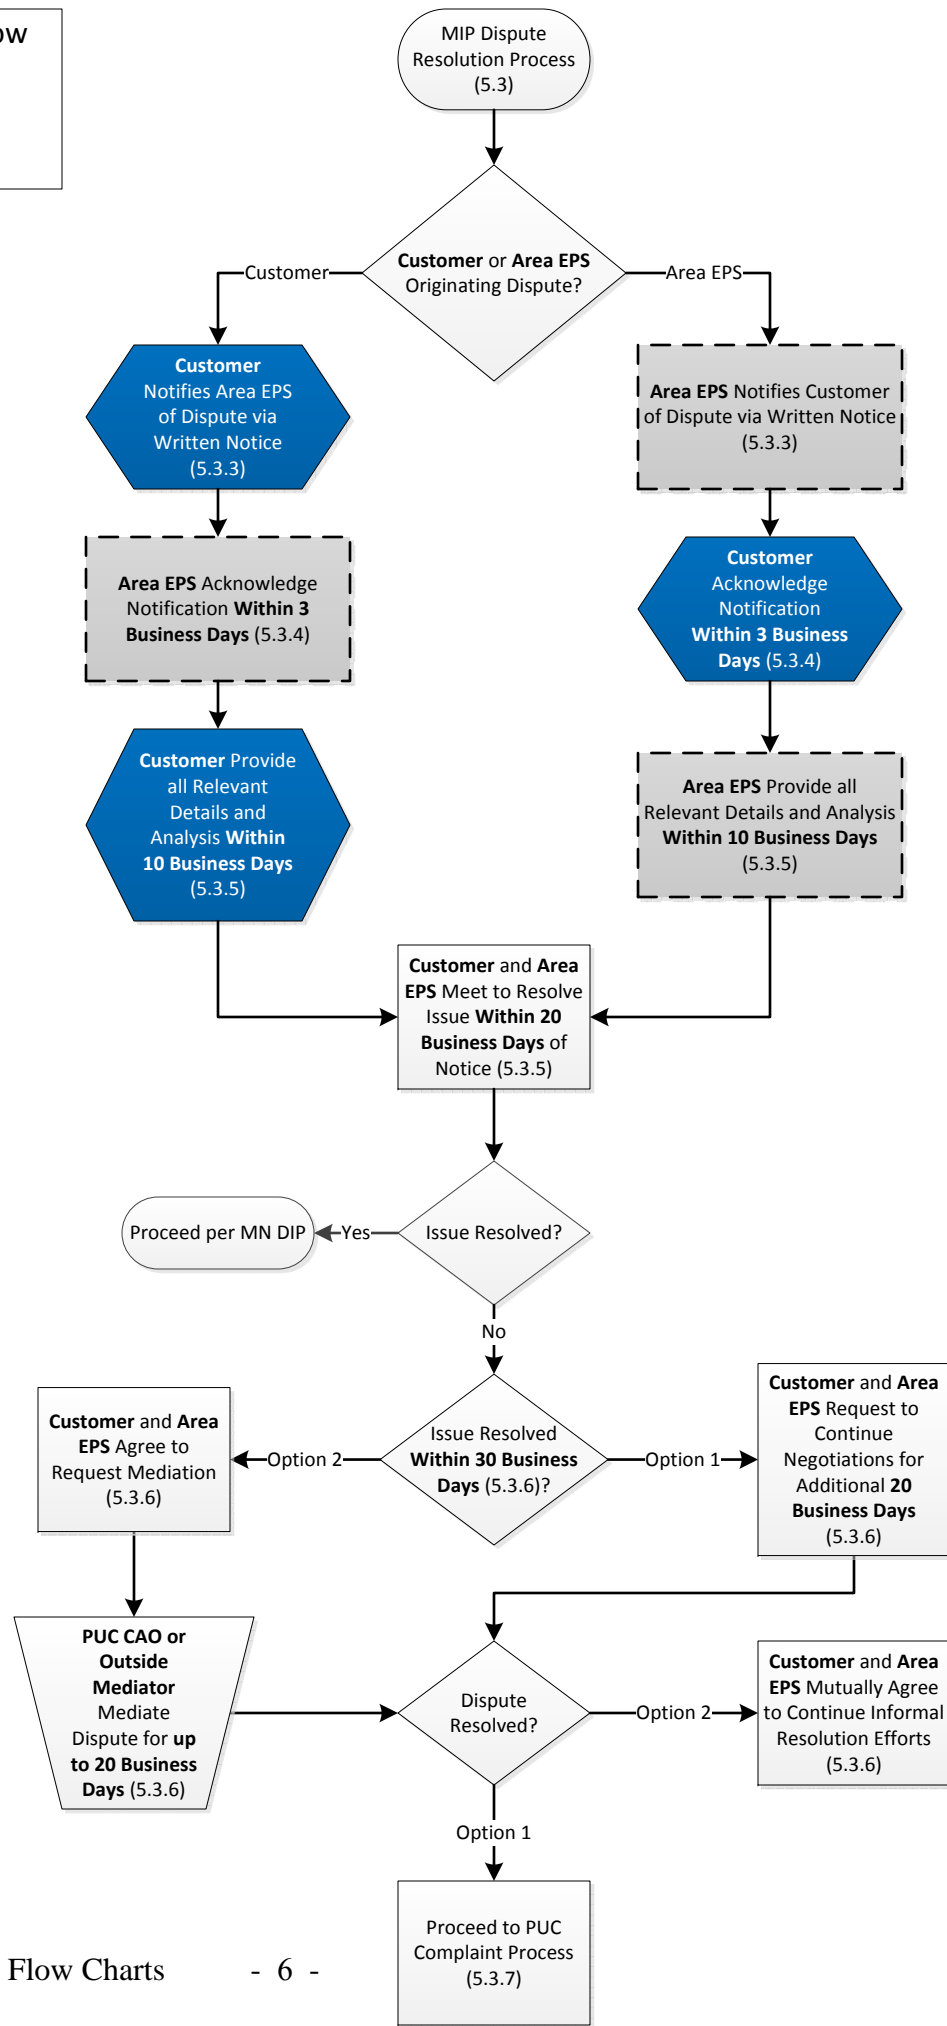 MIP Dispute
Resolution Process
(5.3)
Customer or Area EPS
Originating Dispute?
Customer
Area EPS
Customer
Notifies Area EPS
of Dispute via
Written Notice
(5.3.3)
Area EPS Notifies Customer
of Dispute via Written Notice
(5.3.3)
Area EPS Acknowledge
Notification Within 3
Business Days (5.3.4)
Customer
Acknowledge
Notification
Within 3 Business
Days (5.3.4)
Customer Provide
all Relevant
Details and
Analysis Within
10 Business Days
(5.3.5)
Area EPS Provide all
Relevant Details and Analysis
Within 10 Business Days
(5.3.5)
Customer and Area
EPS Meet to Resolve
Issue Within 20
Business Days of
Notice (5.3.5)
Issue Resolved?
Yes
Proceed per MN DIP
No
Issue Resolved
Within 30 Business
Days (5.3.6)?
Option 2
Option 1
Customer and Area
EPS Agree to
Request Mediation
(5.3.6)
Customer and Area
EPS Request to
Continue
Negotiations for
Additional 20
Business Days
(5.3.6)
PUC CAO or
Outside
Mediator
Mediate
Dispute for up
to 20 Business
Days (5.3.6)
Dispute
Resolved?
Option 2
Customer and Area
EPS Mutually Agree
to Continue Informal
Resolution Efforts
(5.3.6)
Option 1
Proceed to PUC
Complaint Process
(5.3.7)
Flow Charts - 6 -